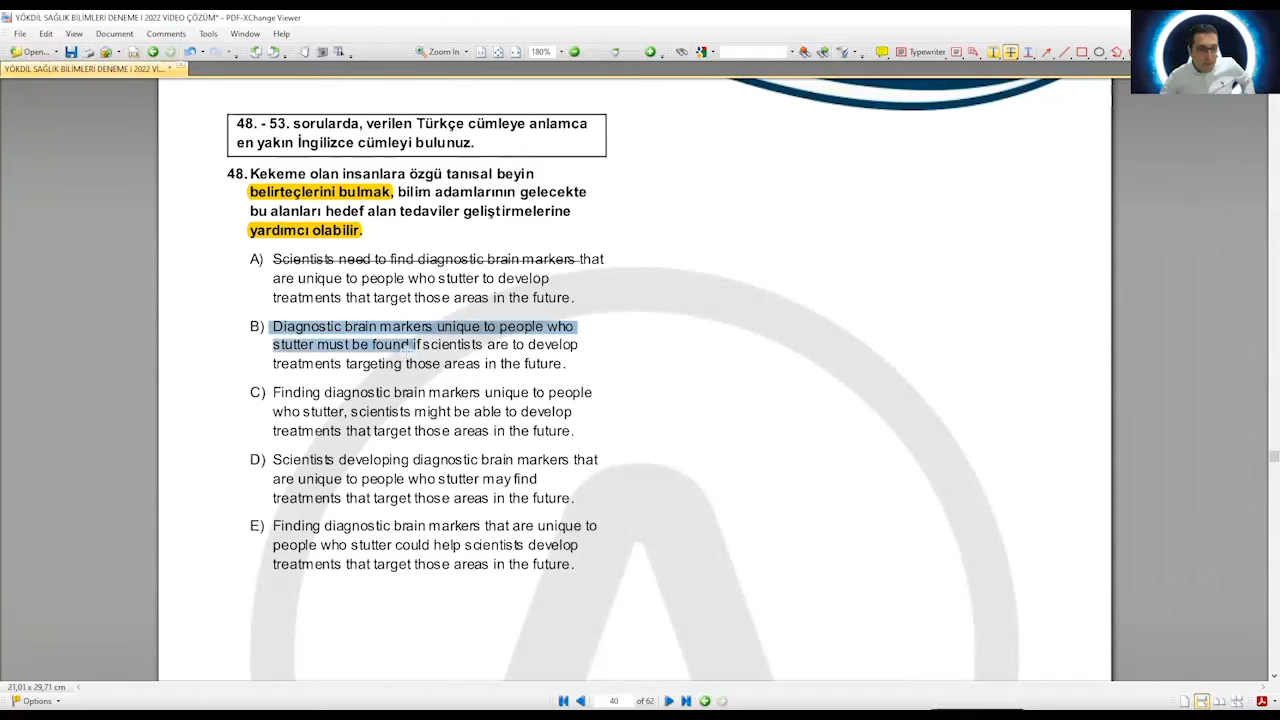 YÖKDİL SAĞLIK BİLİMLERİ DENEME I 2022 VİDEO ÇÖZÜM* - PDF-XChange Viewer
File Edit View Document Comments Tools Window Help
Open... Zoom In 180% Typewriter
YÖKDİL SAĞLIK BİLİMLERİ DENEME I 2022 Vİ... *
48. - 53. sorularda, verilen Türkçe cümleye anlamca
en yakın İngilizce cümleyi bulunuz.
48. Kekeme olan insanlara özgü tanısal beyin
belirteçlerini bulmak, bilim adamlarının gelecekte
bu alanları hedef alan tedaviler geliştirmelerine
yardımcı olabilir.
A) Scientists need to find diagnostic brain markers that
are unique to people who stutter to develop
treatments that target those areas in the future.
B) Diagnostic brain markers unique to people who
stutter must be found if scientists are to develop
treatments targeting those areas in the future.
C) Finding diagnostic brain markers unique to people
who stutter, scientists might be able to develop
treatments that target those areas in the future.
D) Scientists developing diagnostic brain markers that
are unique to people who stutter may find
treatments that target those areas in the future.
E) Finding diagnostic brain markers that are unique to
people who stutter could help scientists develop
treatments that target those areas in the future.
21,01 x 29,71 cm
Options 40 of 62